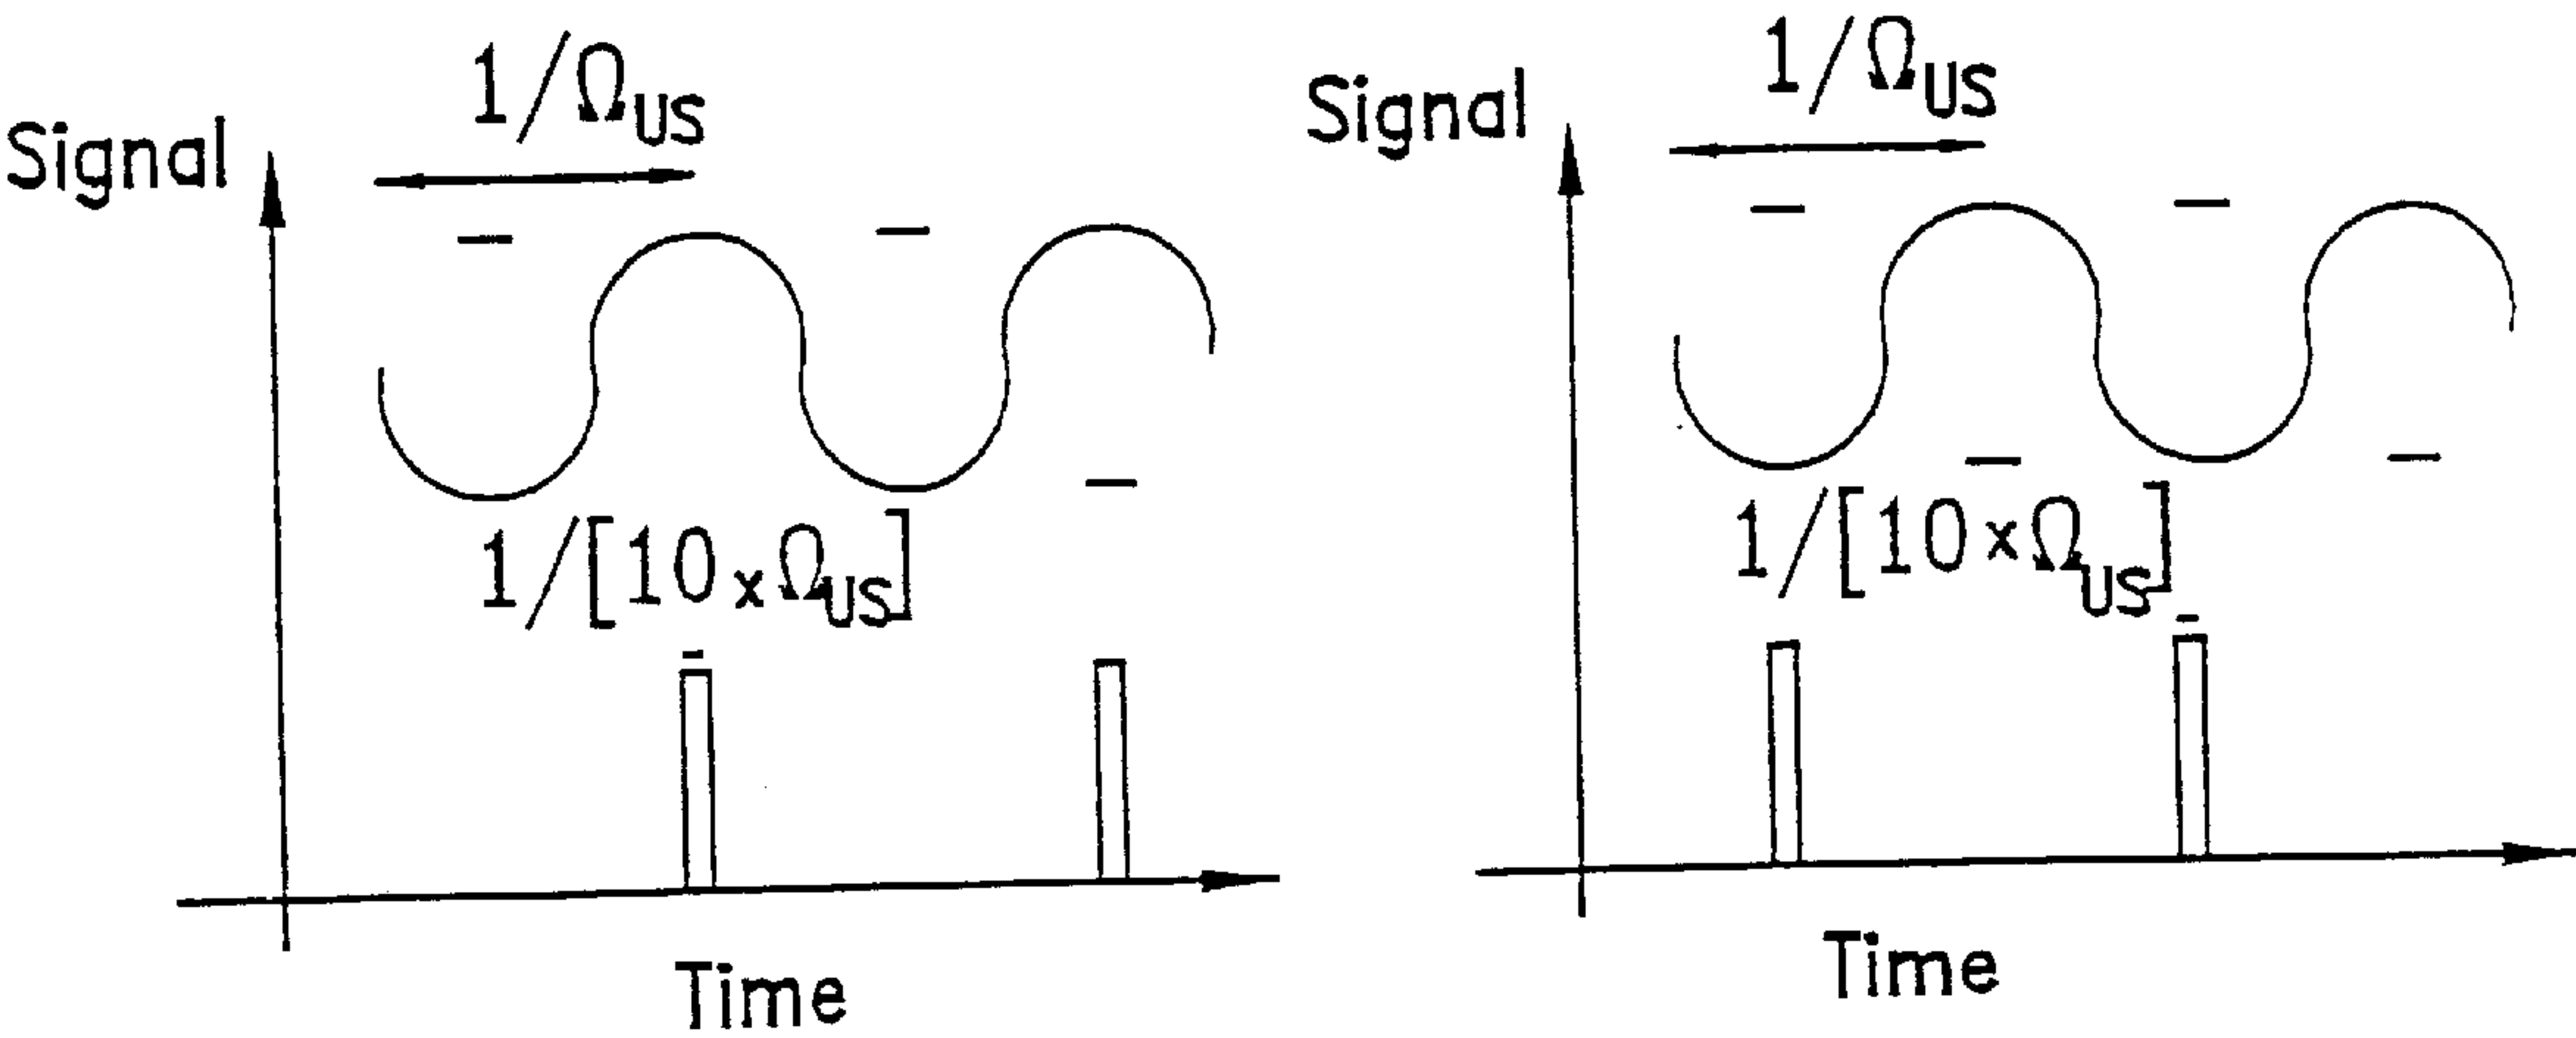 1/Ω_US
Signal
1/[10 x Ω_US]
Time
1/Ω_US
Signal
1/[10 x Ω_US]
Time